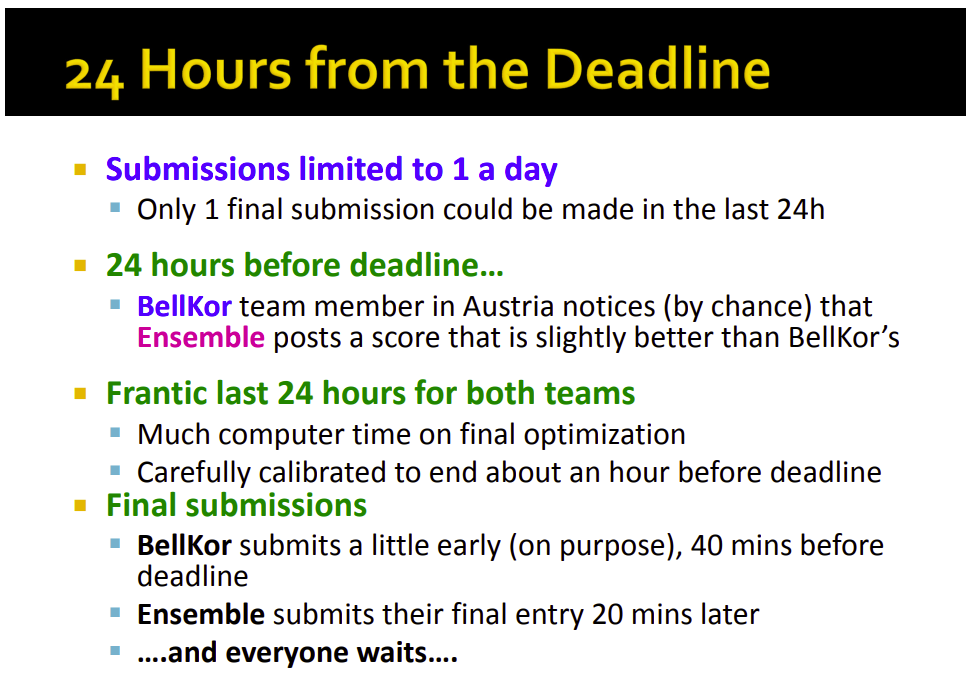 24 Hours from the Deadline
Submissions limited to 1 a day
Only 1 final submission could be made in the last 24h
24 hours before deadline…
BellKor team member in Austria notices (by chance) that
Ensemble posts a score that is slightly better than BellKor’s
Frantic last 24 hours for both teams
Much computer time on final optimization
Carefully calibrated to end about an hour before deadline
Final submissions
BellKor submits a little early (on purpose), 40 mins before
deadline
Ensemble submits their final entry 20 mins later
….and everyone waits….